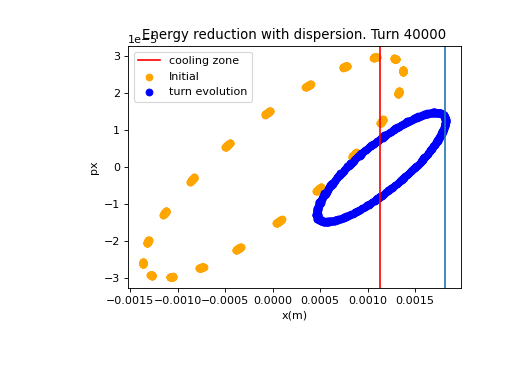 Energy reduction with dispersion. Turn 40000
1e−5
cooling zone
Initial
turn evolution
px
3
2
1
0
−1
−2
−3
−0.0015 −0.0010 −0.0005 0.0000 0.0005 0.0010 0.0015
x(m)